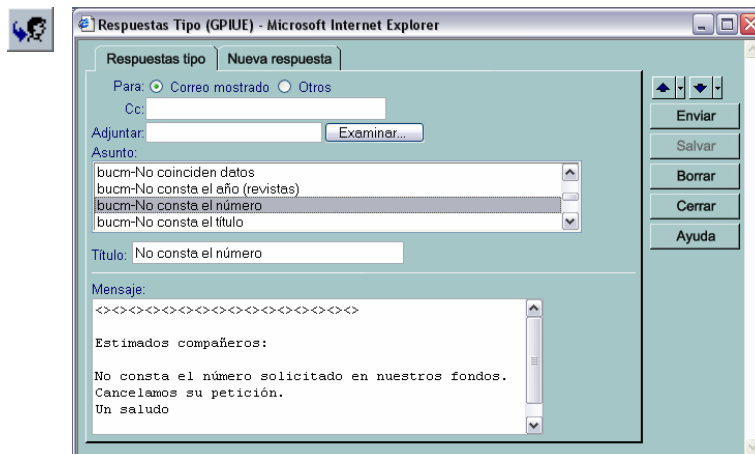 Respuestas Tipo (GPIUE) - Microsoft Internet Explorer
Respuestas tipo
Nueva respuesta
Para: Correo mostrado Otros
Cc:
Adjuntar: Examinar...
Asunto:
bucm-No coinciden datos
bucm-No consta el año (revistas)
bucm-No consta el número
bucm-No consta el título
Título: No consta el número
Mensaje:
<><><><><><><><><><><><><><><><>
Estimados compañeros:
No consta el número solicitado en nuestros fondos.
Cancelamos su petición.
Un saludo
Enviar
Salvar
Borrar
Cerrar
Ayuda